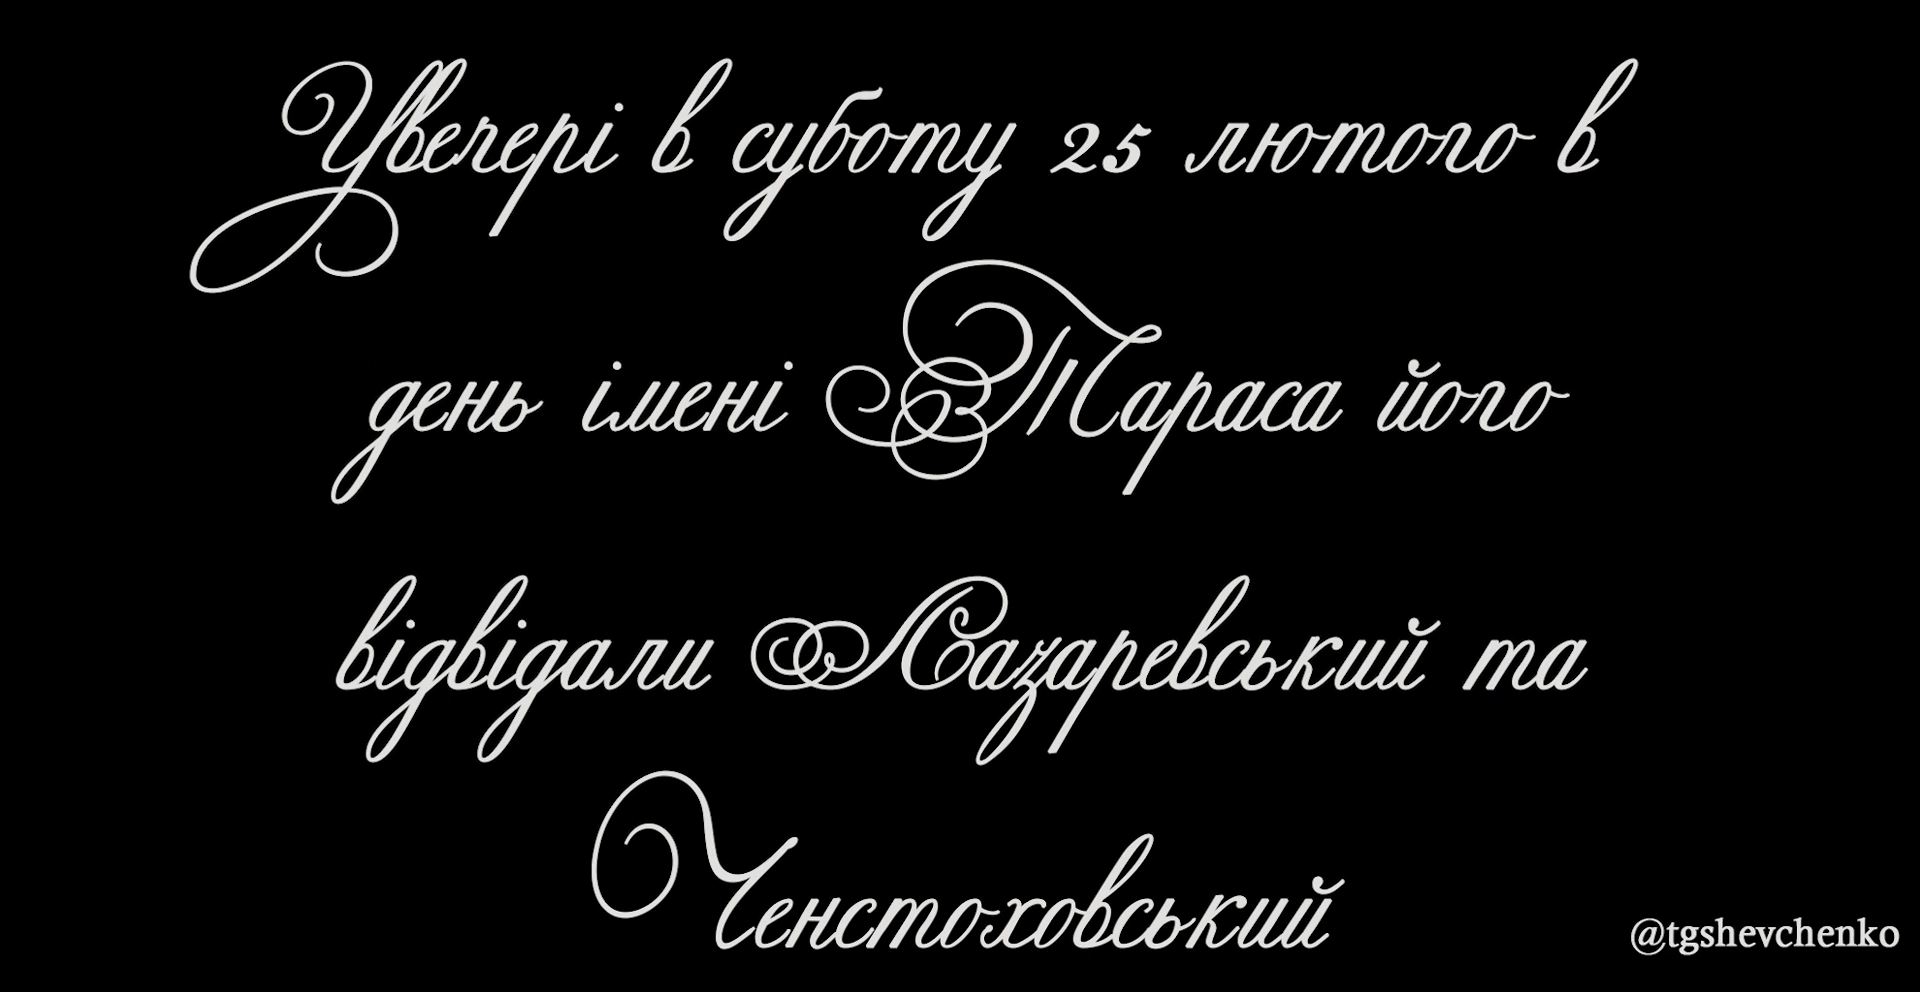 Увечері в суботу 25 лютого в
день імені Тараса його
відвідали Лазаревський та
Ченстоховський
@tgshevchenko